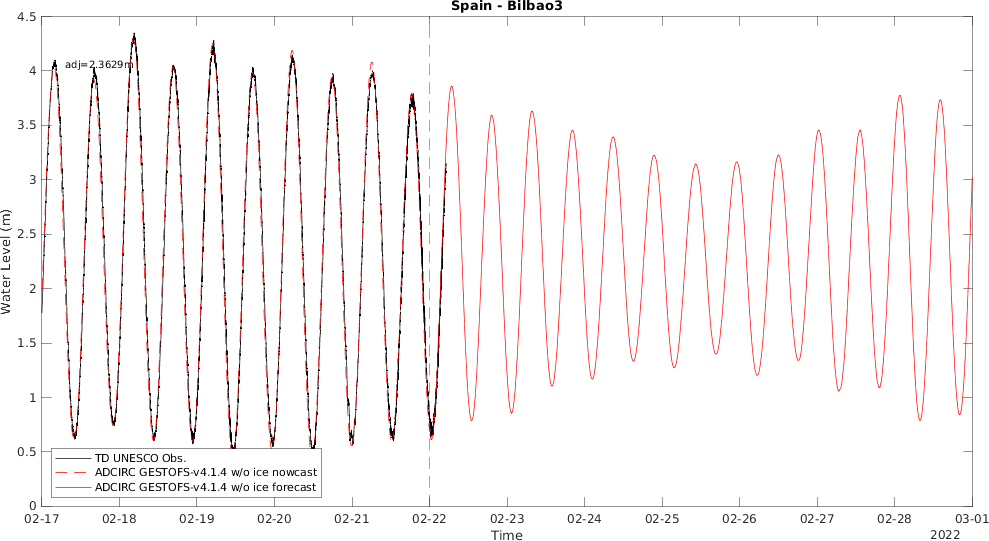 Spain - Bilbao3
4.5
4
3.5
3
2.5
2
1.5
1
0.5
0
Water Level (m)
adj=2.3629m
TD UNESCO Obs.
ADCIRC GESTOFS-v4.1.4 w/o ice nowcast
ADCIRC GESTOFS-v4.1.4 w/o ice forecast
02-17 02-18 02-19 02-20 02-21 02-22 02-23 02-24 02-25 02-26 02-27 02-28 03-01
Time
2022